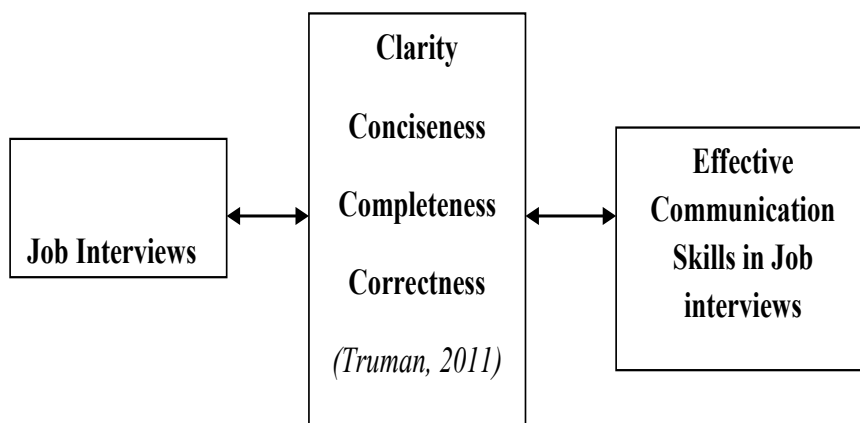 Job Interviews
Clarity
Conciseness
Completeness
Correctness
(Truman, 2011)
Effective
Communication
Skills in Job
interviews